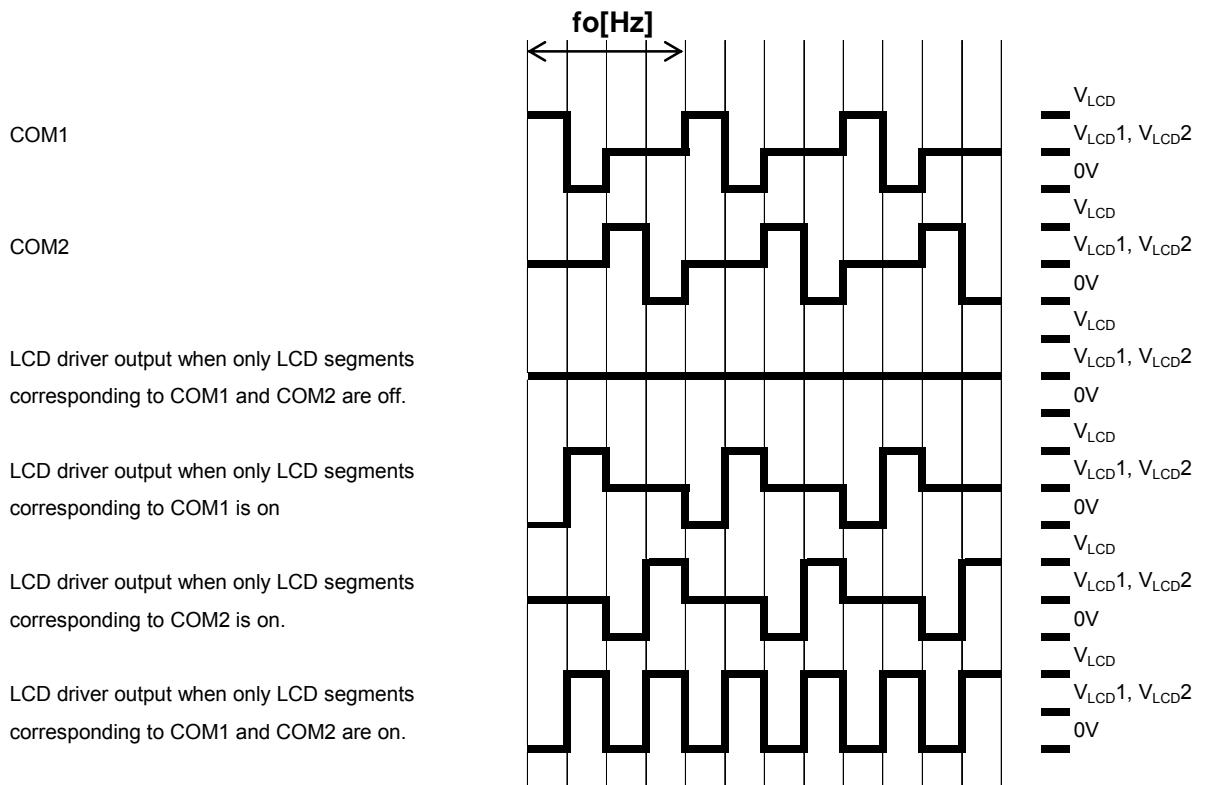 fo[Hz]
COM1
VLCD
VLCD1, VLCD2
0V
COM2
VLCD
VLCD1, VLCD2
0V
LCD driver output when only LCD segments
corresponding to COM1 and COM2 are off.
VLCD
VLCD1, VLCD2
0V
LCD driver output when only LCD segments
corresponding to COM1 is on
VLCD
VLCD1, VLCD2
0V
LCD driver output when only LCD segments
corresponding to COM2 is on.
VLCD
VLCD1, VLCD2
0V
LCD driver output when only LCD segments
corresponding to COM1 and COM2 are on.
VLCD
VLCD1, VLCD2
0V